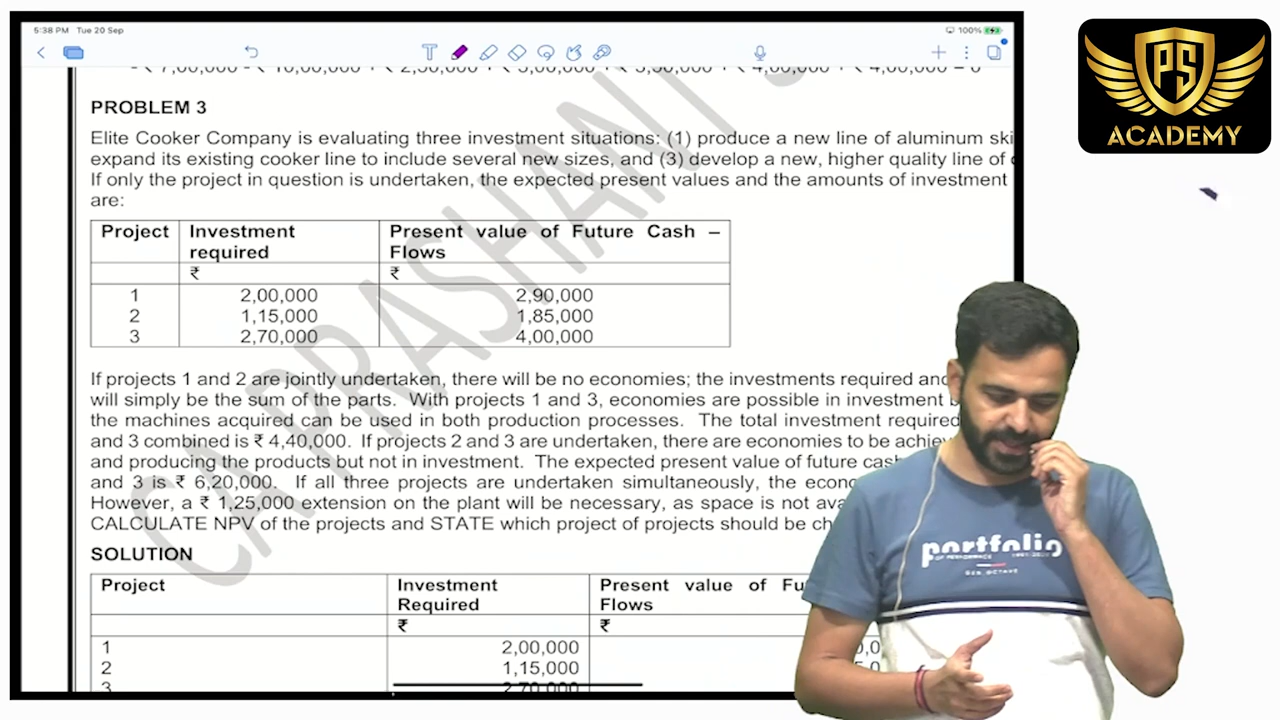 5:38 PM Tue 20 Sep
100%
PS
ACADEMY
PROBLEM 3
Elite Cooker Company is evaluating three investment situations: (1) produce a new line of aluminum ski
expand its existing cooker line to include several new sizes, and (3) develop a new, higher quality line of
If only the project in question is undertaken, the expected present values and the amounts of investment
are:
Project Investment required Present value of Future Cash – Flows
₹ ₹
1 2,00,000 2,90,000
2 1,15,000 1,85,000
3 2,70,000 4,00,000
If projects 1 and 2 are jointly undertaken, there will be no economies; the investments required and
will simply be the sum of the parts. With projects 1 and 3, economies are possible in investment
the machines acquired can be used in both production processes. The total investment required
and 3 combined is ₹ 4,40,000. If projects 2 and 3 are undertaken, there are economies to be
and producing the products but not in investment. The expected present value of future
and 3 is ₹ 6,20,000. If all three projects are undertaken simultaneously, the
However, a ₹ 1,25,000 extension on the plant will be necessary, as space is not
CALCULATE NPV of the projects and STATE which project of projects should be
SOLUTION
Project Investment Required Present value of Flows
₹ ₹
1 2,00,000
2 1,15,000
3 2,70,000
CA PRASHANT
portfolio
OF PERFORMANCE